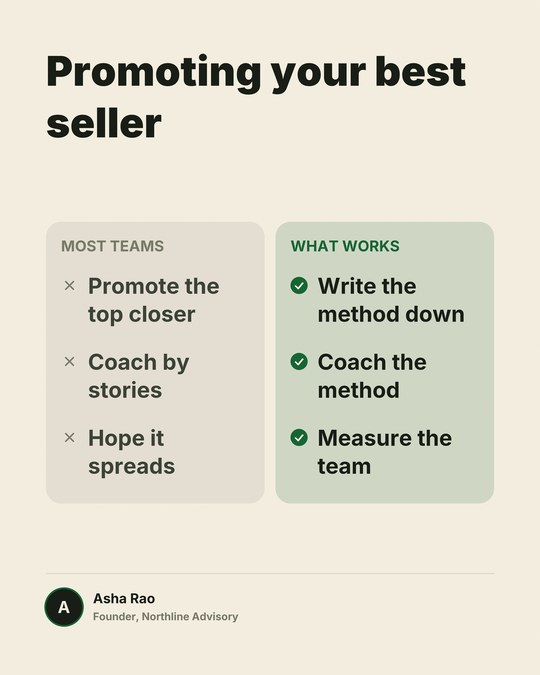 Promoting your best
seller
MOST TEAMS
Promote the
top closer
Coach by
stories
Hope it
spreads
WHAT WORKS
Write the
method down
Coach the
method
Measure the
team
A
Asha Rao
Founder, Northline Advisory